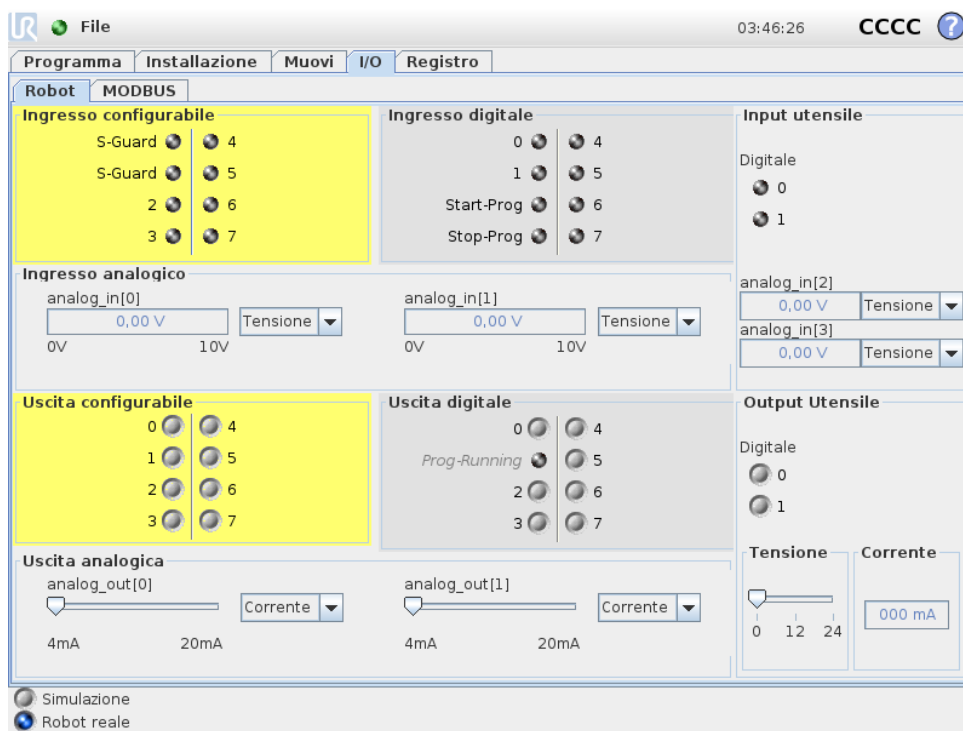 UR File 03:46:26 CCCC ?
Programma Installazione Muovi I/O Registro
Robot MODBUS
Ingresso configurabile
S-Guard 4
S-Guard 5
2 6
3 7
Ingresso digitale
0 4
1 5
Start-Prog 6
Stop-Prog 7
Input utensile
Digitale
0
1
Ingresso analogico
analog_in[0]
0,00 V Tensione
0V 10V
analog_in[1]
0,00 V Tensione
0V 10V
analog_in[2]
0,00 V Tensione
analog_in[3]
0,00 V Tensione
Uscita configurabile
0 4
1 5
2 6
3 7
Uscita digitale
0 4
Prog-Running 5
2 6
3 7
Output Utensile
Digitale
0
1
Uscita analogica
analog_out[0]
Corrente
4mA 20mA
analog_out[1]
Corrente
4mA 20mA
Tensione
0 12 24
Corrente
000 mA
Simulazione
Robot reale